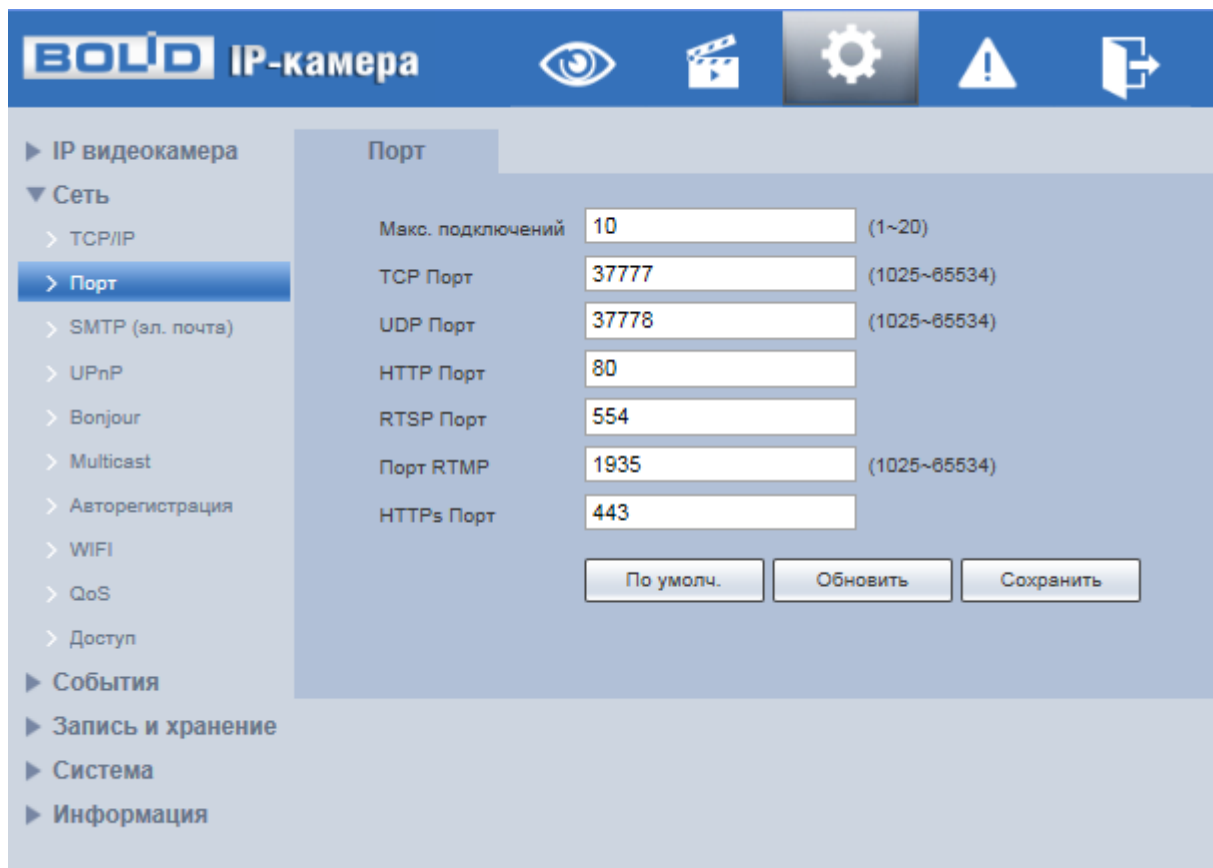 BOLID IP-камера
IP видеокамера
Сеть
TCP/IP
Порт
SMTP (эл. почта)
UPnP
Bonjour
Multicast
Авторегистрация
WIFI
QoS
Доступ
События
Запись и хранение
Система
Информация
Порт
Макс. подключений 10 (1~20)
TCP Порт 37777 (1025~65534)
UDP Порт 37778 (1025~65534)
HTTP Порт 80
RTSP Порт 554
Порт RTMP 1935 (1025~65534)
HTTPs Порт 443
По умолч. Обновить Сохранить